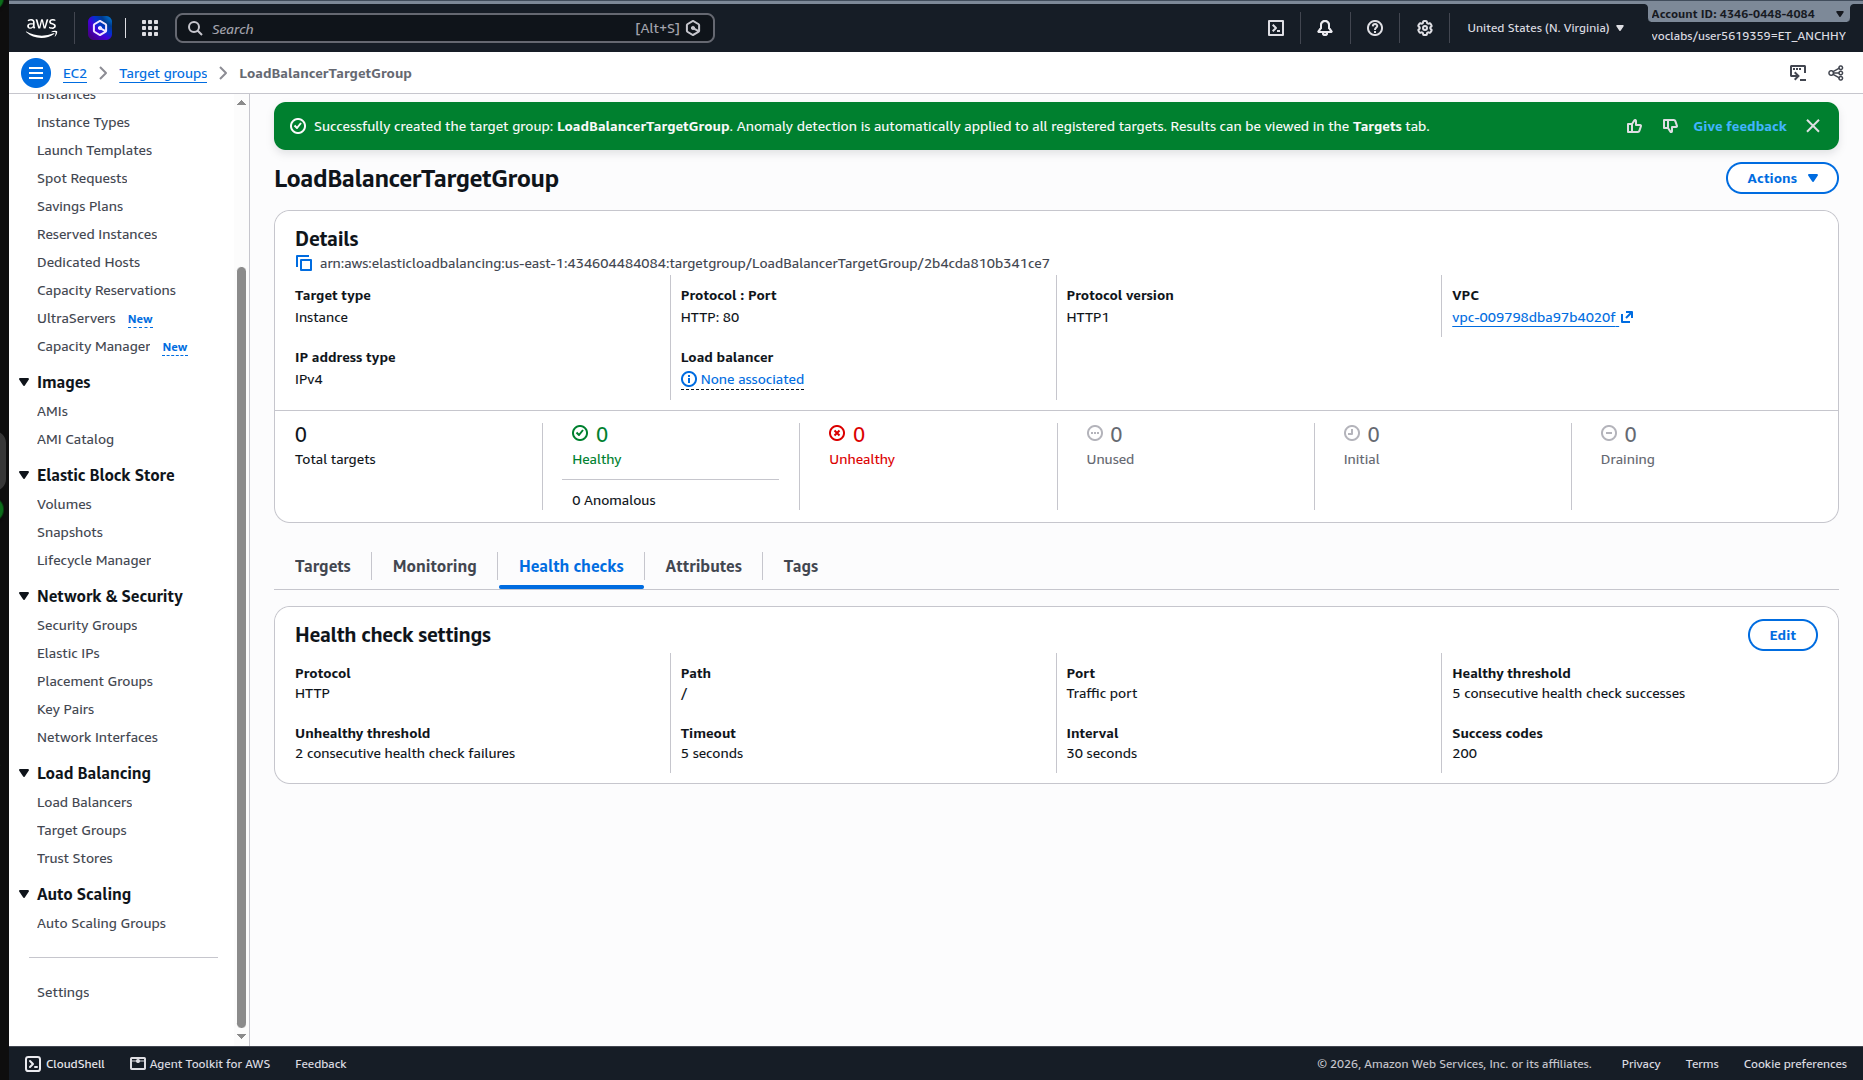 aws
Search [Alt+S]
United States (N. Virginia)
Account ID: 4346-0448-4084
voclabs/user5619359=ET_ANCHHY
EC2 Target groups LoadBalancerTargetGroup
Instances
Instance Types
Launch Templates
Spot Requests
Savings Plans
Reserved Instances
Dedicated Hosts
Capacity Reservations
UltraServers New
Capacity Manager New
Images
AMIs
AMI Catalog
Elastic Block Store
Volumes
Snapshots
Lifecycle Manager
Network & Security
Security Groups
Elastic IPs
Placement Groups
Key Pairs
Network Interfaces
Load Balancing
Load Balancers
Target Groups
Trust Stores
Auto Scaling
Auto Scaling Groups
Settings
Successfully created the target group: LoadBalancerTargetGroup. Anomaly detection is automatically applied to all registered targets. Results can be viewed in the Targets tab.
Give feedback
LoadBalancerTargetGroup
Actions
Details
arn:aws:elasticloadbalancing:us-east-1:434604484084:targetgroup/LoadBalancerTargetGroup/2b4cda810b341ce7
Target type
Instance
Protocol : Port
HTTP: 80
Protocol version
HTTP1
VPC
vpc-009798dba97b4020f
IP address type
IPv4
Load balancer
None associated
0
Total targets
0
Healthy
0 Anomalous
0
Unhealthy
0
Unused
0
Initial
0
Draining
Targets Monitoring Health checks Attributes Tags
Health check settings
Edit
Protocol
HTTP
Path
/
Port
Traffic port
Healthy threshold
5 consecutive health check successes
Unhealthy threshold
2 consecutive health check failures
Timeout
5 seconds
Interval
30 seconds
Success codes
200
CloudShell Agent Toolkit for AWS Feedback
© 2026, Amazon Web Services, Inc. or its affiliates. Privacy Terms Cookie preferences